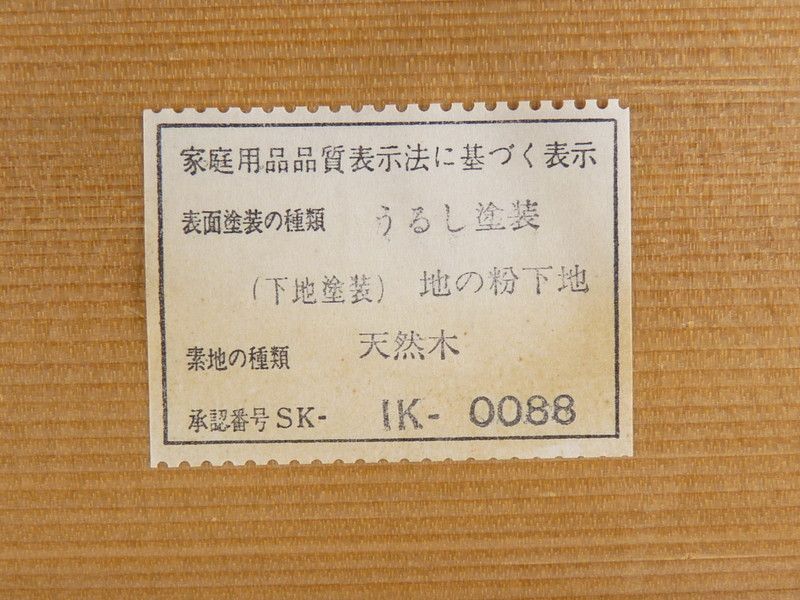 家庭用品品質表示法に基づく表示
表面塗装の種類 うるし塗装
(下地塗装) 地の粉下地
素地の種類 天然木
承認番号 SK- IK- 0088